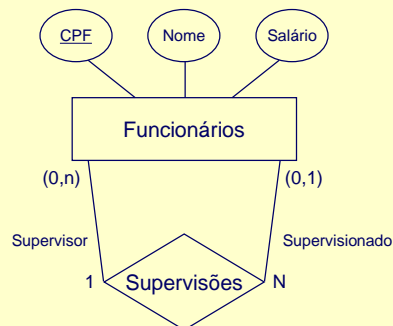 CPF
Nome
Salário
Funcionários
(0,n)
(0,1)
Supervisor
Supervisionado
1
Supervisões
N